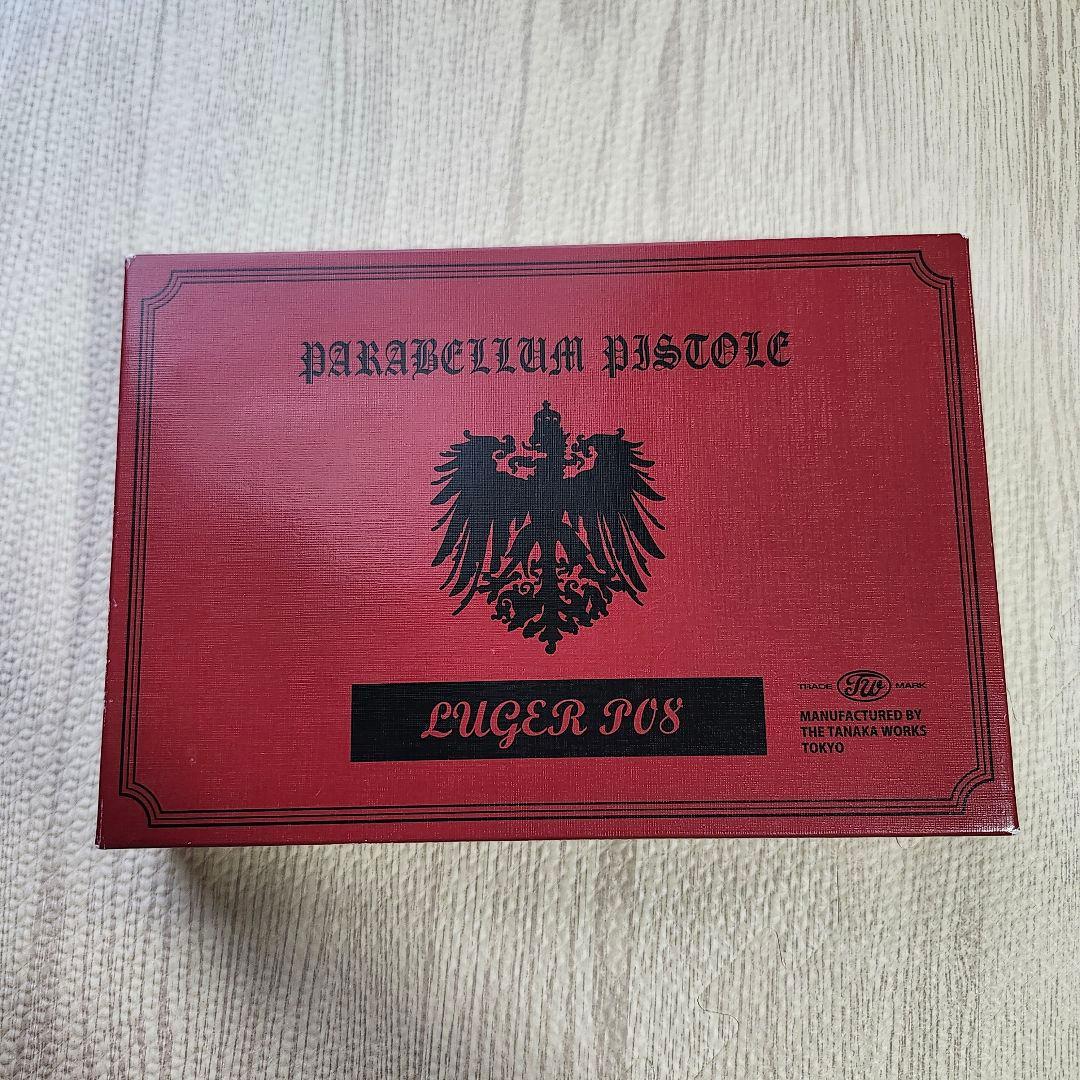 PARABELLUM PISTOLE
LUGER P08
TRADE TW MARK
MANUFACTURED BY
THE TANAKA WORKS
TOKYO